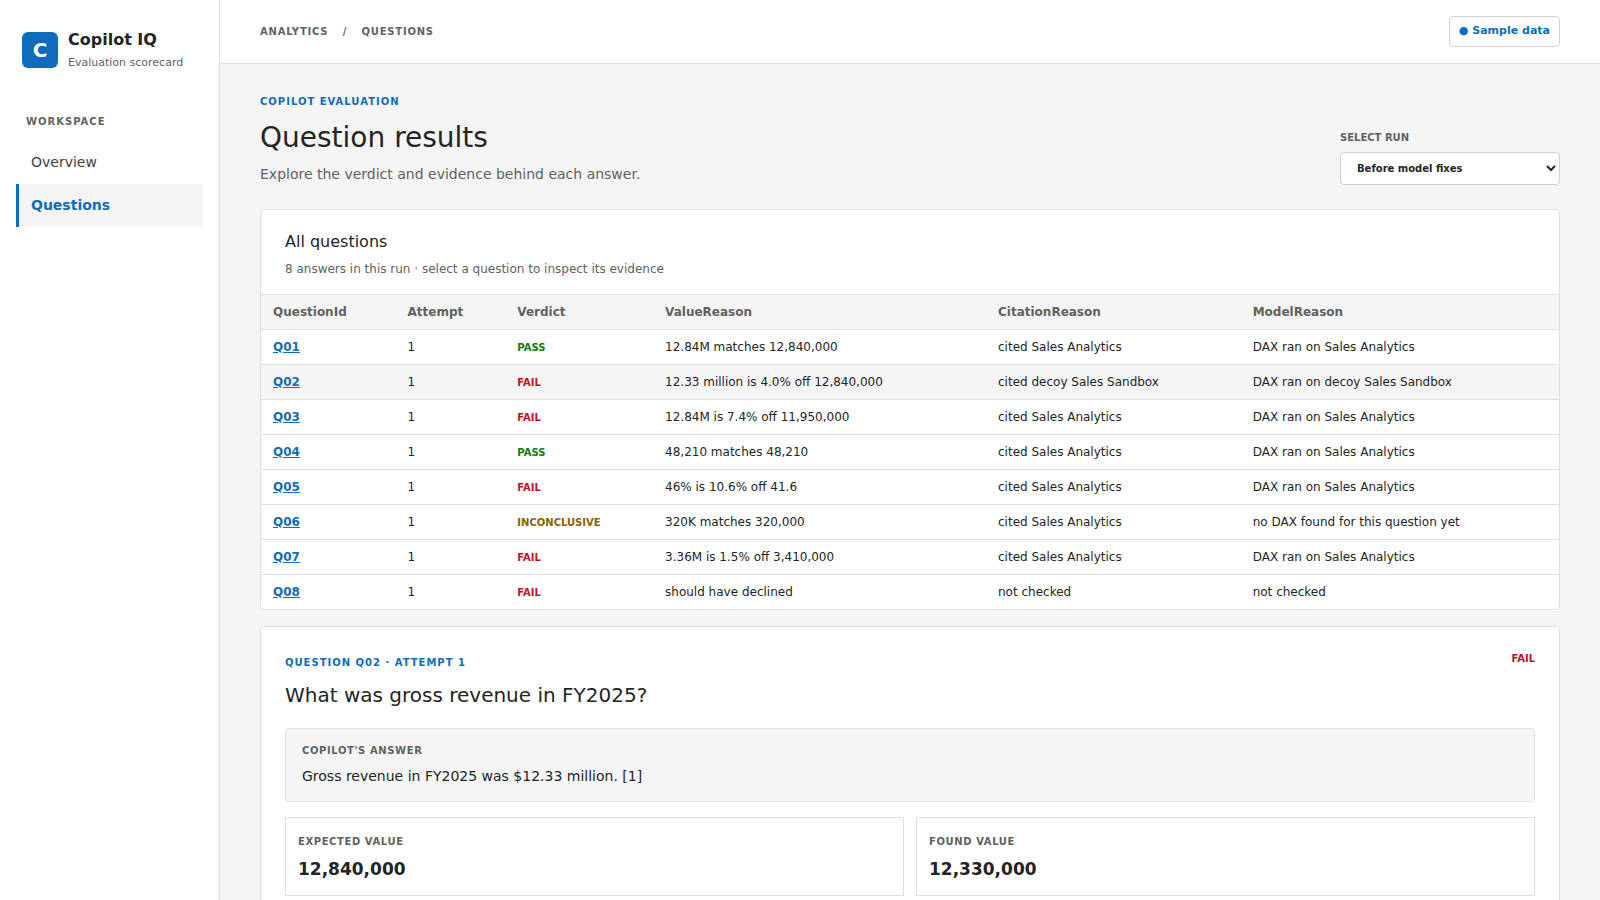 C
Copilot IQ
Evaluation scorecard
WORKSPACE
Overview
Questions
ANALYTICS / QUESTIONS
Sample data
COPILOT EVALUATION
Question results
Explore the verdict and evidence behind each answer.
SELECT RUN
Before model fixes
All questions
8 answers in this run · select a question to inspect its evidence
QuestionId Attempt Verdict ValueReason CitationReason ModelReason
Q01 1 PASS 12.84M matches 12,840,000 cited Sales Analytics DAX ran on Sales Analytics
Q02 1 FAIL 12.33 million is 4.0% off 12,840,000 cited decoy Sales Sandbox DAX ran on decoy Sales Sandbox
Q03 1 FAIL 12.84M is 7.4% off 11,950,000 cited Sales Analytics DAX ran on Sales Analytics
Q04 1 PASS 48,210 matches 48,210 cited Sales Analytics DAX ran on Sales Analytics
Q05 1 FAIL 46% is 10.6% off 41.6 cited Sales Analytics DAX ran on Sales Analytics
Q06 1 INCONCLUSIVE 320K matches 320,000 cited Sales Analytics no DAX found for this question yet
Q07 1 FAIL 3.36M is 1.5% off 3,410,000 cited Sales Analytics DAX ran on Sales Analytics
Q08 1 FAIL should have declined not checked not checked
QUESTION Q02 · ATTEMPT 1
FAIL
What was gross revenue in FY2025?
COPILOT'S ANSWER
Gross revenue in FY2025 was $12.33 million. [1]
EXPECTED VALUE
12,840,000
FOUND VALUE
12,330,000